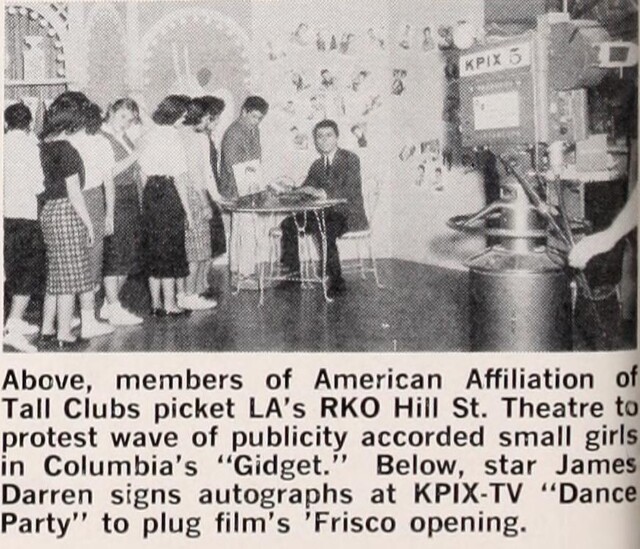 KPIX 5
Above, members of American Affiliation of
Tall Clubs picket LA's RKO Hill St. Theatre to
protest wave of publicity accorded small girls
in Columbia's "Gidget." Below, star James
Darren signs autographs at KPIX-TV "Dance
Party" to plug film's 'Frisco opening.